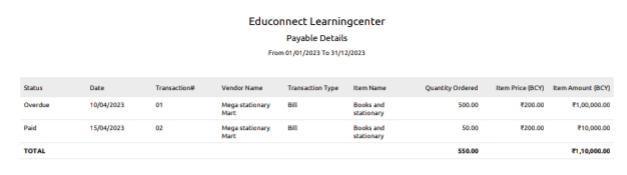 Educonnect Learningcenter
Payable Details
From 01/01/2023 To 31/12/2023
Status Date Transaction# Vendor Name Transaction Type Item Name Quantity Ordered Item Price (BCY) Item Amount (BCY)
Overdue 10/04/2023 01 Mega stationary Mart Bill Books and stationary 500.00 ₹200.00 ₹1,00,000.00
Paid 15/04/2023 02 Mega stationary Mart Bill Books and stationary 50.00 ₹200.00 ₹10,000.00
TOTAL 550.00 ₹1,10,000.00